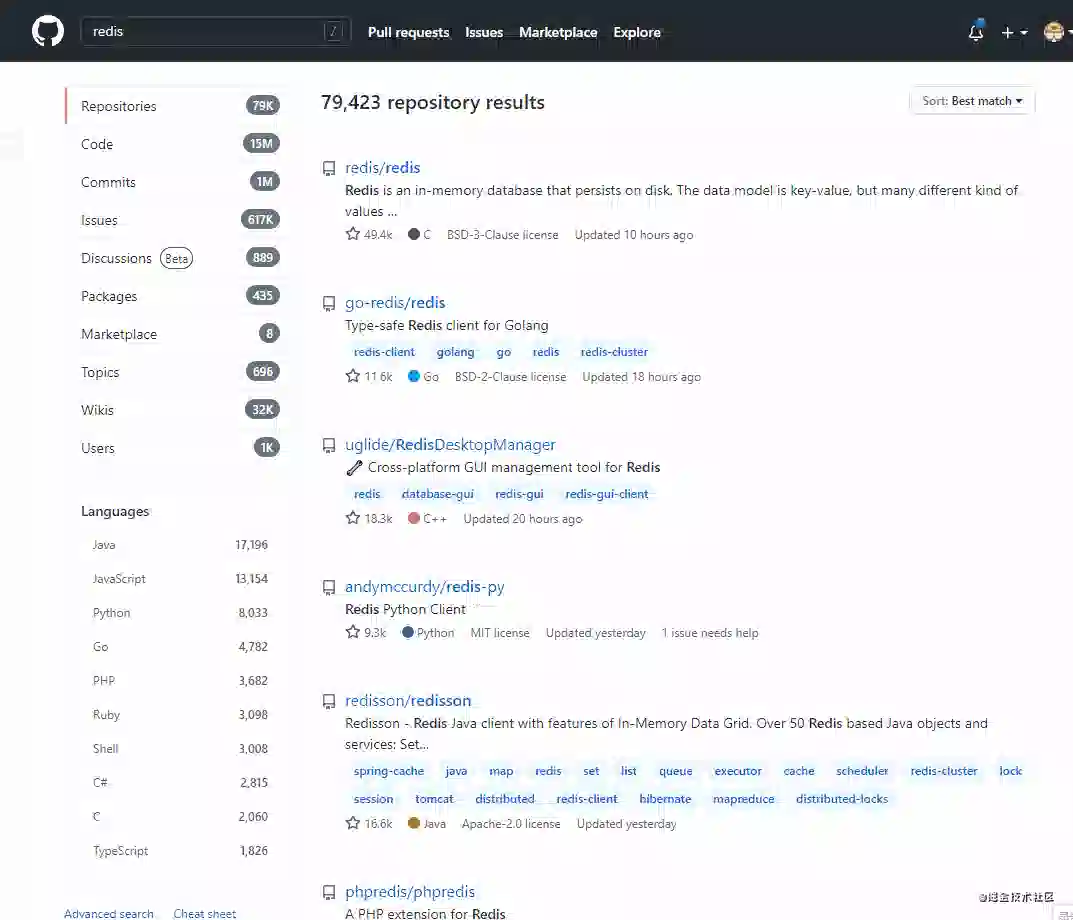 redis /
Pull requests Issues Marketplace Explore
Repositories 79K
Code 15M
Commits 1M
Issues 617K
Discussions Beta 889
Packages 435
Marketplace 8
Topics 696
Wikis 32K
Users 1K
Languages
Java 17,196
JavaScript 13,154
Python 8,033
Go 4,782
PHP 3,682
Ruby 3,098
Shell 3,008
C# 2,815
C 2,060
TypeScript 1,826
Advanced search Cheat sheet
79,423 repository results
Sort: Best match
redis/redis
Redis is an in-memory database that persists on disk. The data model is key-value, but many different kind of
values ...
49.4k C BSD-3-Clause license Updated 10 hours ago
go-redis/redis
Type-safe Redis client for Golang
redis-client golang go redis redis-cluster
11.6k Go BSD-2-Clause license Updated 18 hours ago
uglide/RedisDesktopManager
Cross-platform GUI management tool for Redis
redis database-gui redis-gui redis-gui-client
18.3k C++ Updated 20 hours ago
andymccurdy/redis-py
Redis Python Client
9.3k Python MIT license Updated yesterday 1 issue needs help
redisson/redisson
Redisson - Redis Java client with features of In-Memory Data Grid. Over 50 Redis based Java objects and
services: Set...
spring-cache java map redis set list queue executor cache scheduler redis-cluster lock
session tomcat distributed redis-client hibernate mapreduce distributed-locks
16.6k Java Apache-2.0 license Updated yesterday
phpredis/phpredis
A PHP extension for Redis
@掘金技术社区